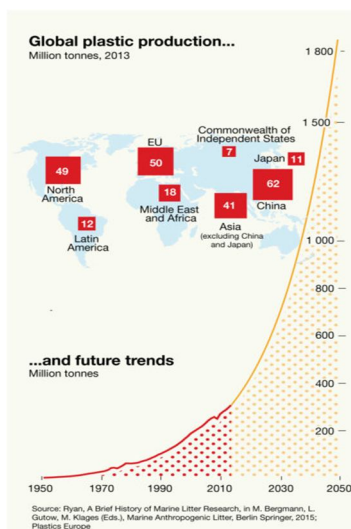 Global plastic production...
Million tonnes, 2013
1 800
1 500
Commonwealth of
Independent States
EU
7
Japan 11
50
49
62
18
North
America
Middle East
and Africa
41
China
12
Asia
(excluding China
and Japan)
Latin
America
1 000
800
600
...and future trends
Million tonnes
400
200
1950 1970 1990 2010 2030 2050
Source: Ryan, A Brief History of Marine Litter Research, in M. Bergmann, L.
Gutow, M. Klages (Eds.), Marine Anthropogenic Litter, Berlin Springer, 2015;
Plastics Europe